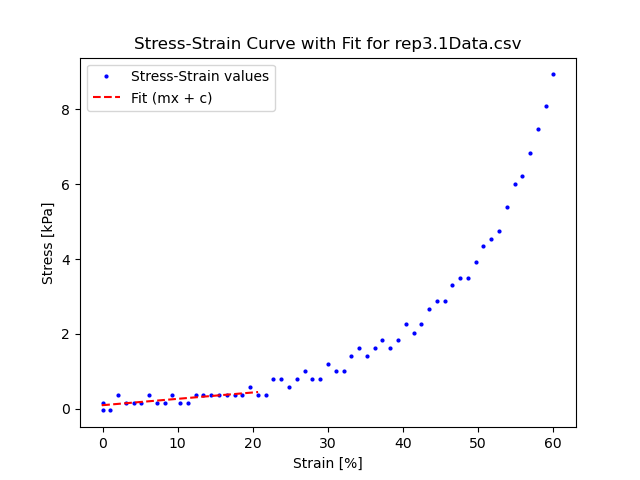 Stress-Strain Curve with Fit for rep3.1Data.csv
Stress-Strain values
Fit (mx + c)
Stress [kPa]
8
6
4
2
0
0 10 20 30 40 50 60
Strain [%]